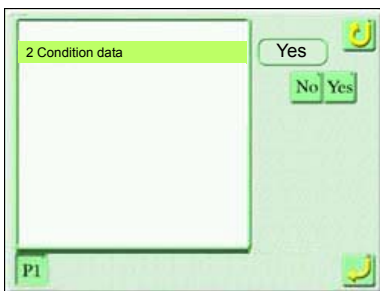 2 Condition data
Yes
No Yes
P1